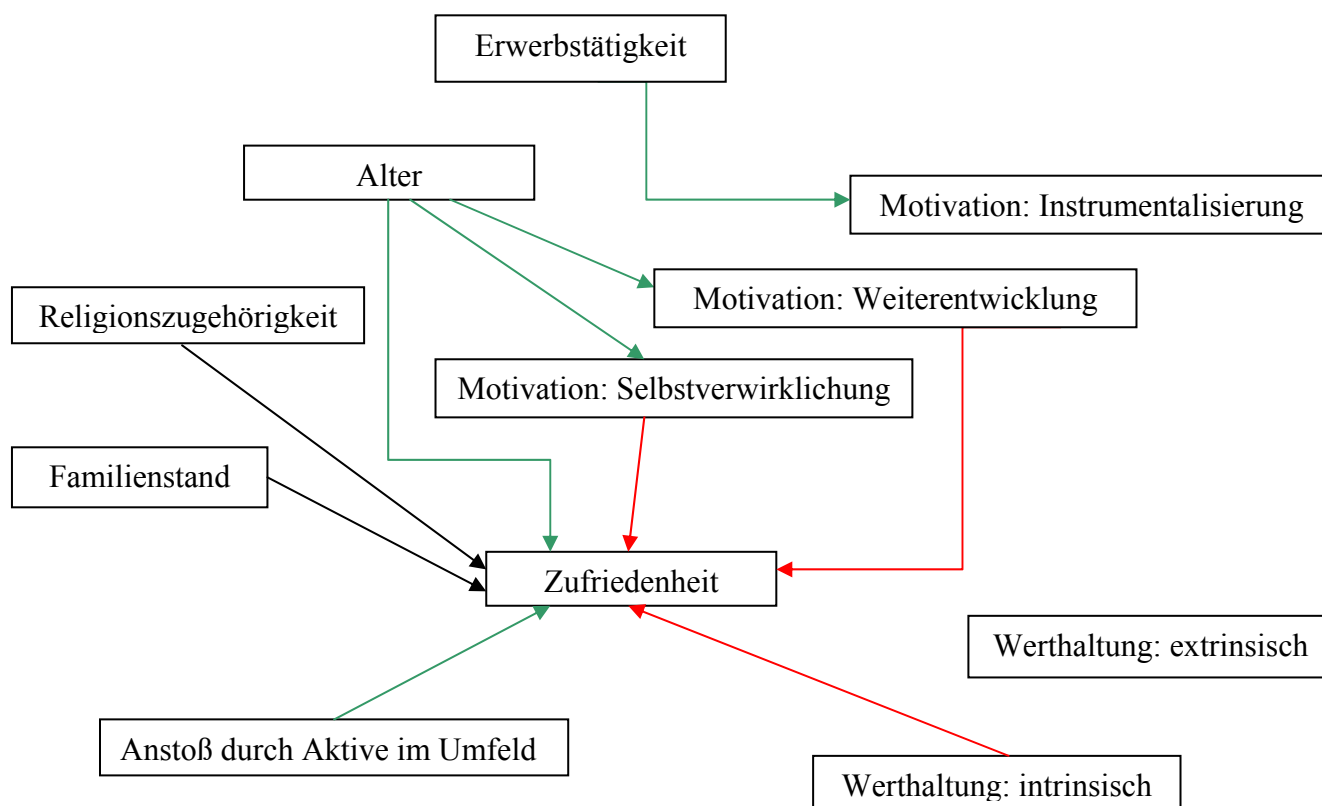 Erwerbstätigkeit
Alter
Motivation: Instrumentalisierung
Motivation: Weiterentwicklung
Religionszugehörigkeit
Motivation: Selbstverwirklichung
Familienstand
Zufriedenheit
Werthaltung: extrinsisch
Anstoß durch Aktive im Umfeld
Werthaltung: intrinsisch